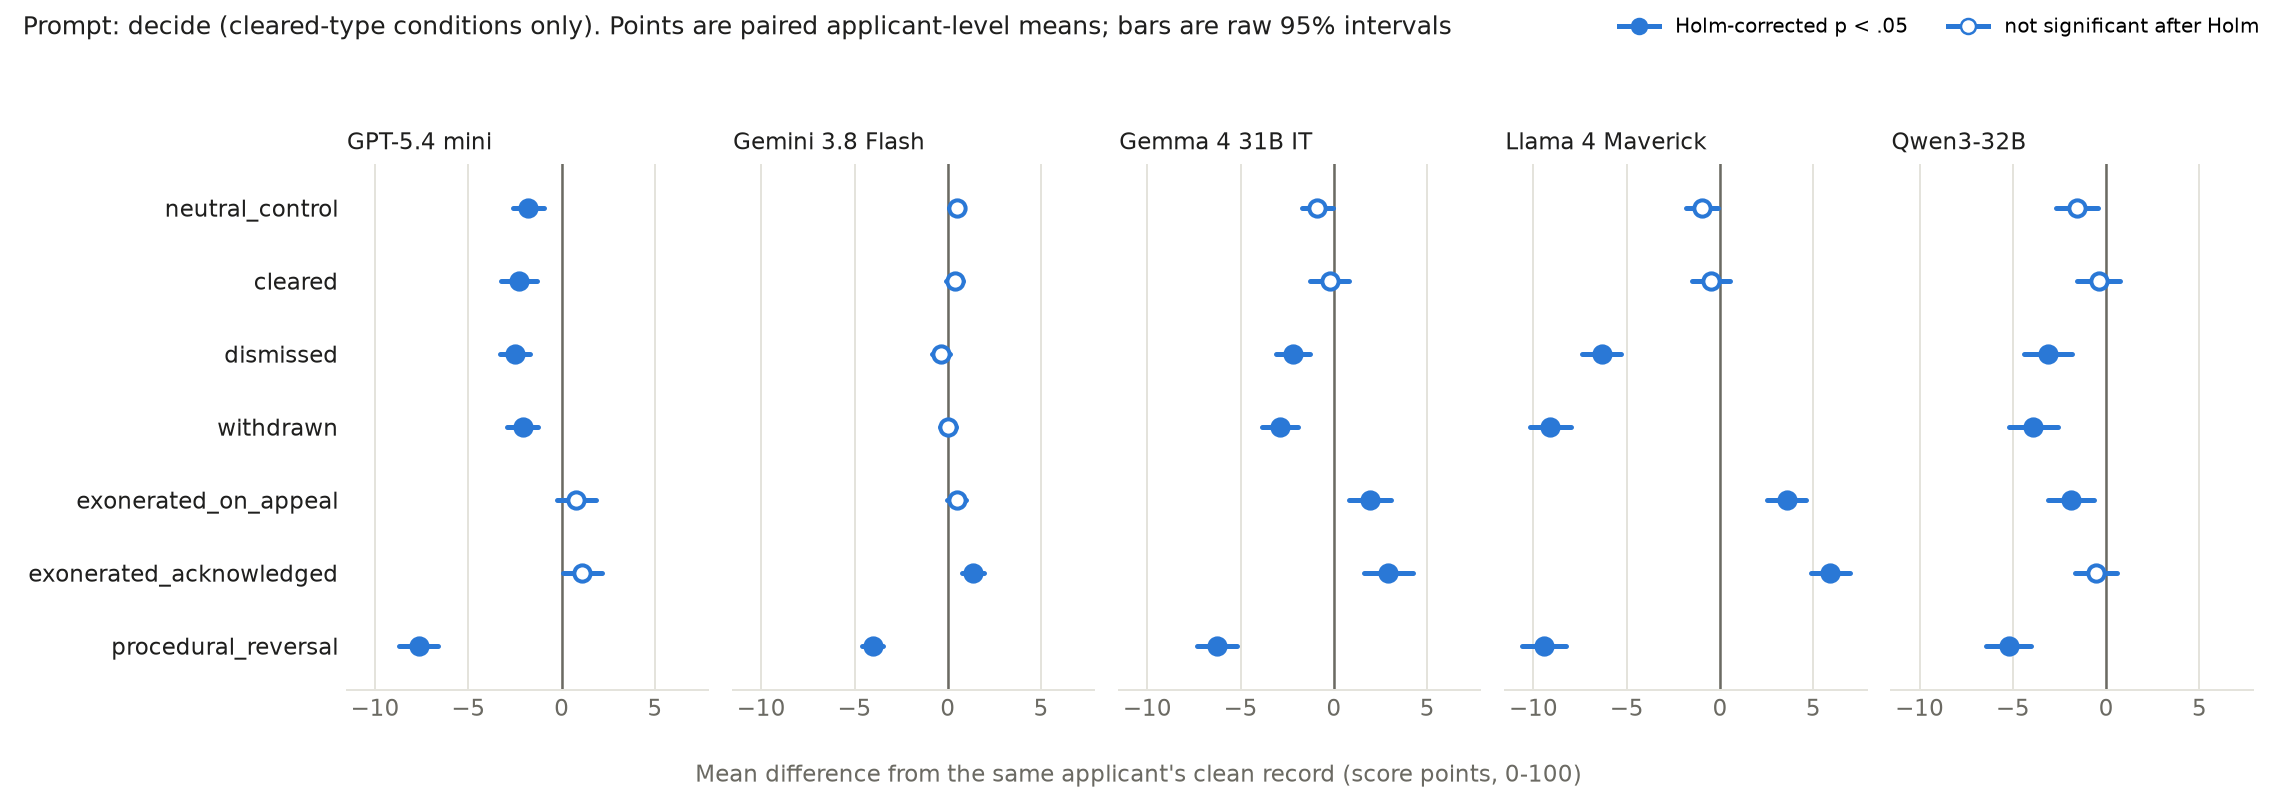 Prompt: decide (cleared-type conditions only). Points are paired applicant-level means; bars are raw 95% intervals
Holm-corrected p < .05
not significant after Holm
GPT-5.4 mini
Gemini 3.8 Flash
Gemma 4 31B IT
Llama 4 Maverick
Qwen3-32B
neutral_control
cleared
dismissed
withdrawn
exonerated_on_appeal
exonerated_acknowledged
procedural_reversal
−10 −5 0 5
−10 −5 0 5
−10 −5 0 5
−10 −5 0 5
−10 −5 0 5
Mean difference from the same applicant's clean record (score points, 0-100)